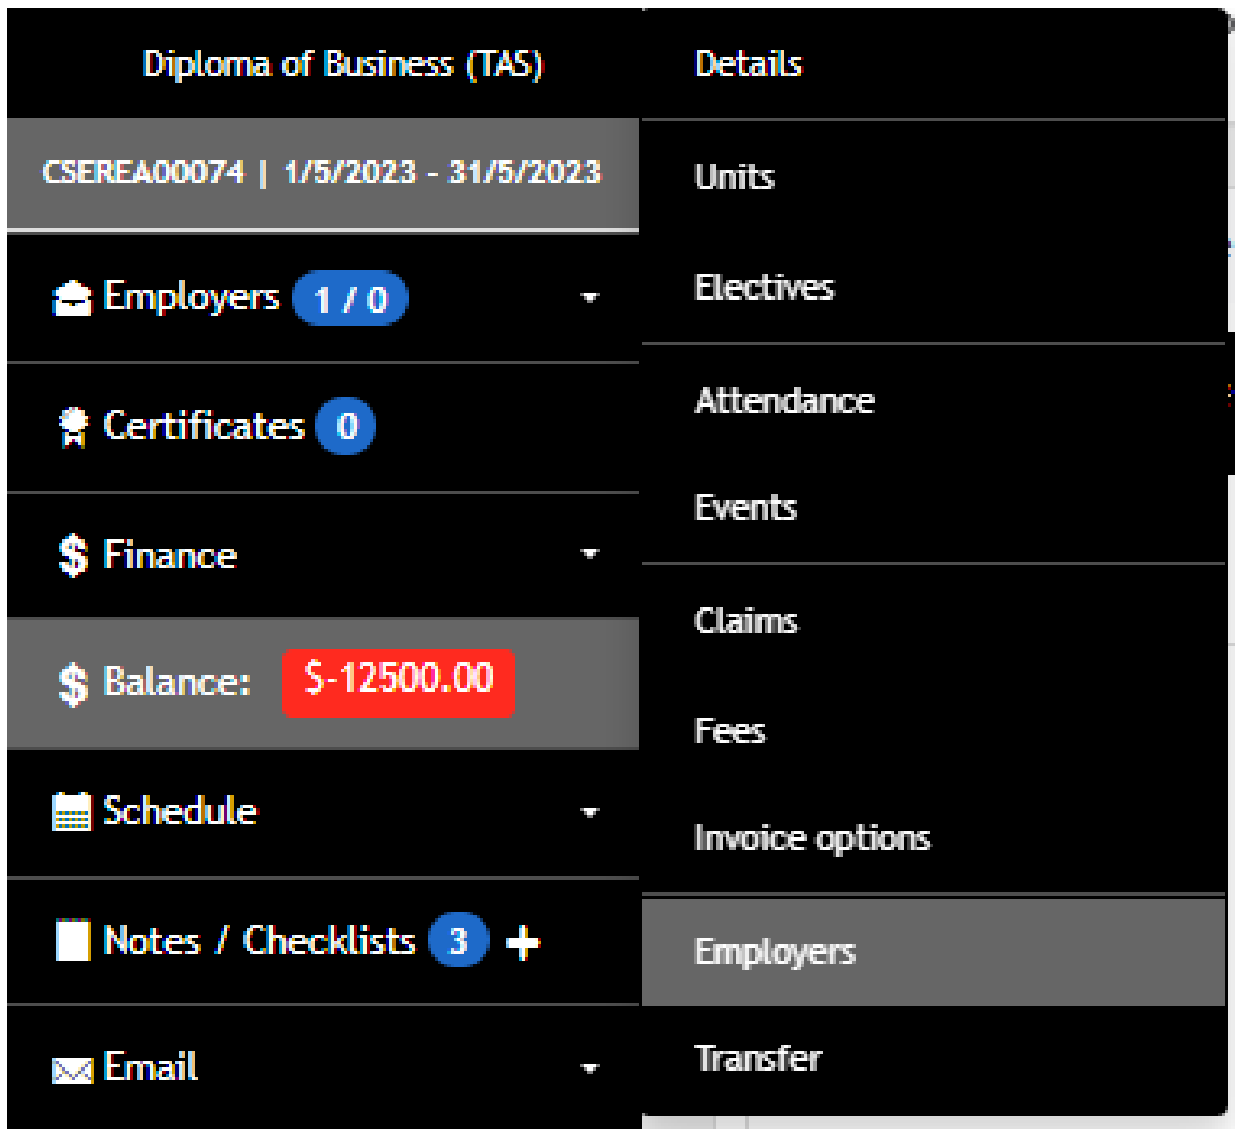 Diploma of Business (TAS)
CSEREA00074 | 1/5/2023 - 31/5/2023
Employers 1 / 0
Certificates 0
$ Finance
$ Balance: $-12500.00
Schedule
Notes / Checklists 3 +
Email
Details
Units
Electives
Attendance
Events
Claims
Fees
Invoice options
Employers
Transfer